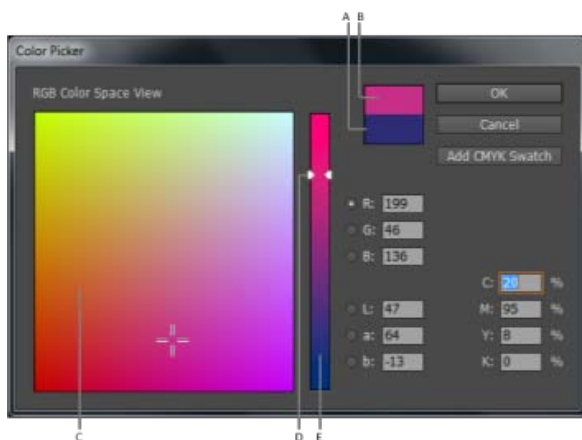 A B
Color Picker
RGB Color Space View
OK
Cancel
Add CMYK Swatch
R: 199
G: 46
B: 136
C: 20 %
L: 47 M: 95 %
a: 64 Y: 8 %
b: -13 K: 0 %
C D E